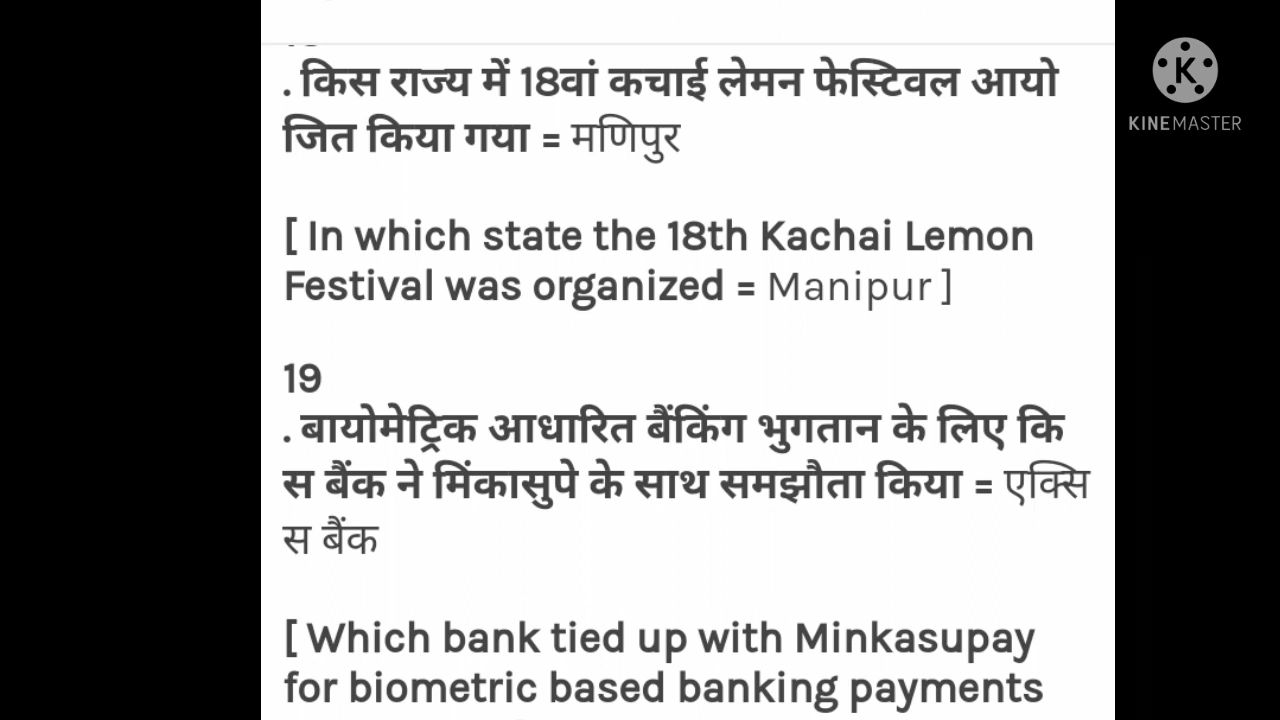 . किस राज्य में 18वां कचाई लेमन फेस्टिवल आयो
जित किया गया = मणिपुर
[ In which state the 18th Kachai Lemon
Festival was organized = Manipur ]
19
. बायोमेट्रिक आधारित बैंकिंग भुगतान के लिए कि
स बैंक ने मिंकासुपे के साथ समझौता किया = एक्सि
स बैंक
[ Which bank tied up with Minkasupay
for biometric based banking payments
K
KINEMASTER